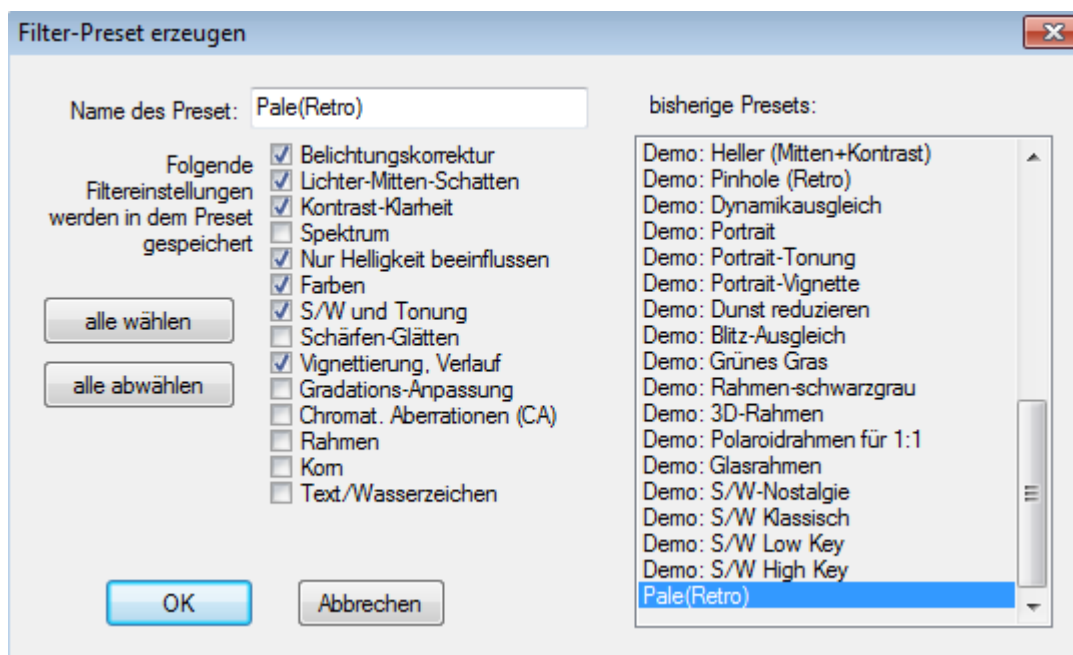 Filter-Preset erzeugen
Name des Preset: Pale(Retro)
Folgende
Filtereinstellungen
werden in dem Preset
gespeichert
Belichtungskorrektur
Lichter-Mitten-Schatten
Kontrast-Klarheit
Spektrum
Nur Helligkeit beeinflussen
Farben
S/W und Tonung
Schärfen-Glätten
Vignettierung, Verlauf
Gradations-Anpassung
Chromat. Aberrationen (CA)
Rahmen
Korn
Text/Wasserzeichen
alle wählen
alle abwählen
OK
Abbrechen
bisherige Presets:
Demo: Heller (Mitten+Kontrast)
Demo: Pinhole (Retro)
Demo: Dynamikausgleich
Demo: Portrait
Demo: Portrait-Tonung
Demo: Portrait-Vignette
Demo: Dunst reduzieren
Demo: Blitz-Ausgleich
Demo: Grünes Gras
Demo: Rahmen-schwarzgrau
Demo: 3D-Rahmen
Demo: Polaroidrahmen für 1:1
Demo: Glasrahmen
Demo: S/W-Nostalgie
Demo: S/W Klassisch
Demo: S/W Low Key
Demo: S/W High Key
Pale(Retro)